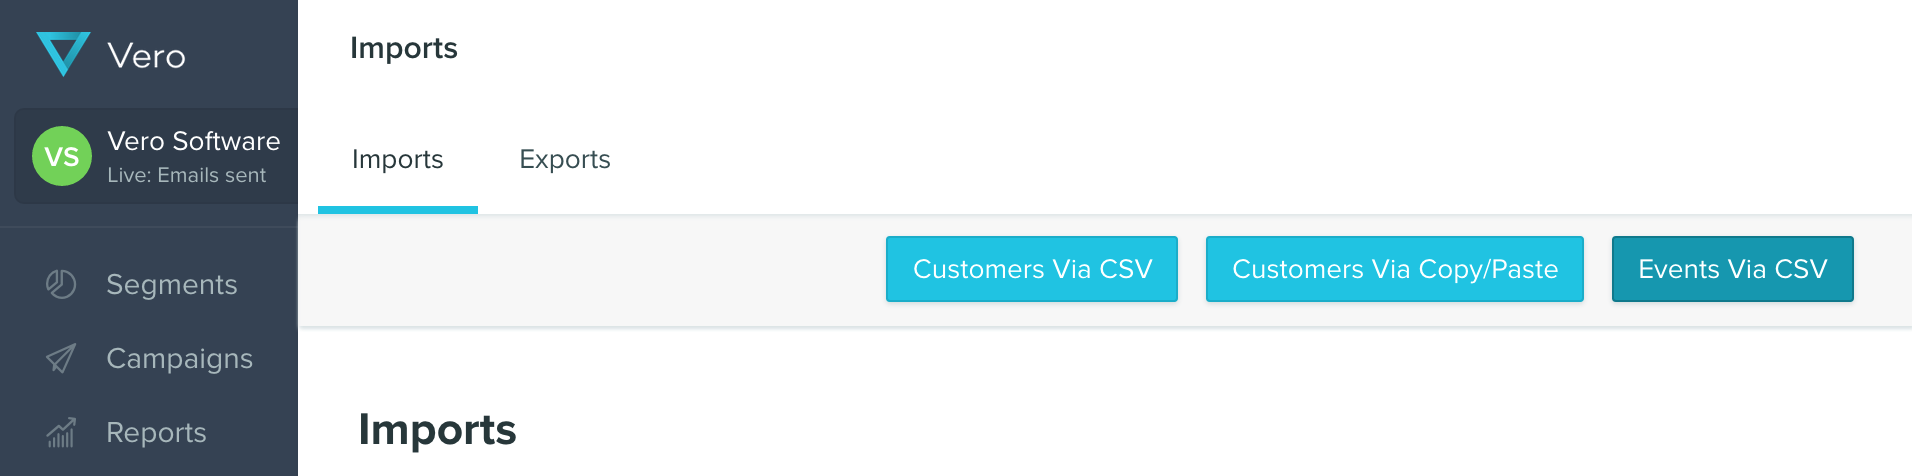 Vero
VS
Vero Software
Live: Emails sent
Segments
Campaigns
Reports
Imports
Imports
Exports
Customers Via CSV
Customers Via Copy/Paste
Events Via CSV
Imports